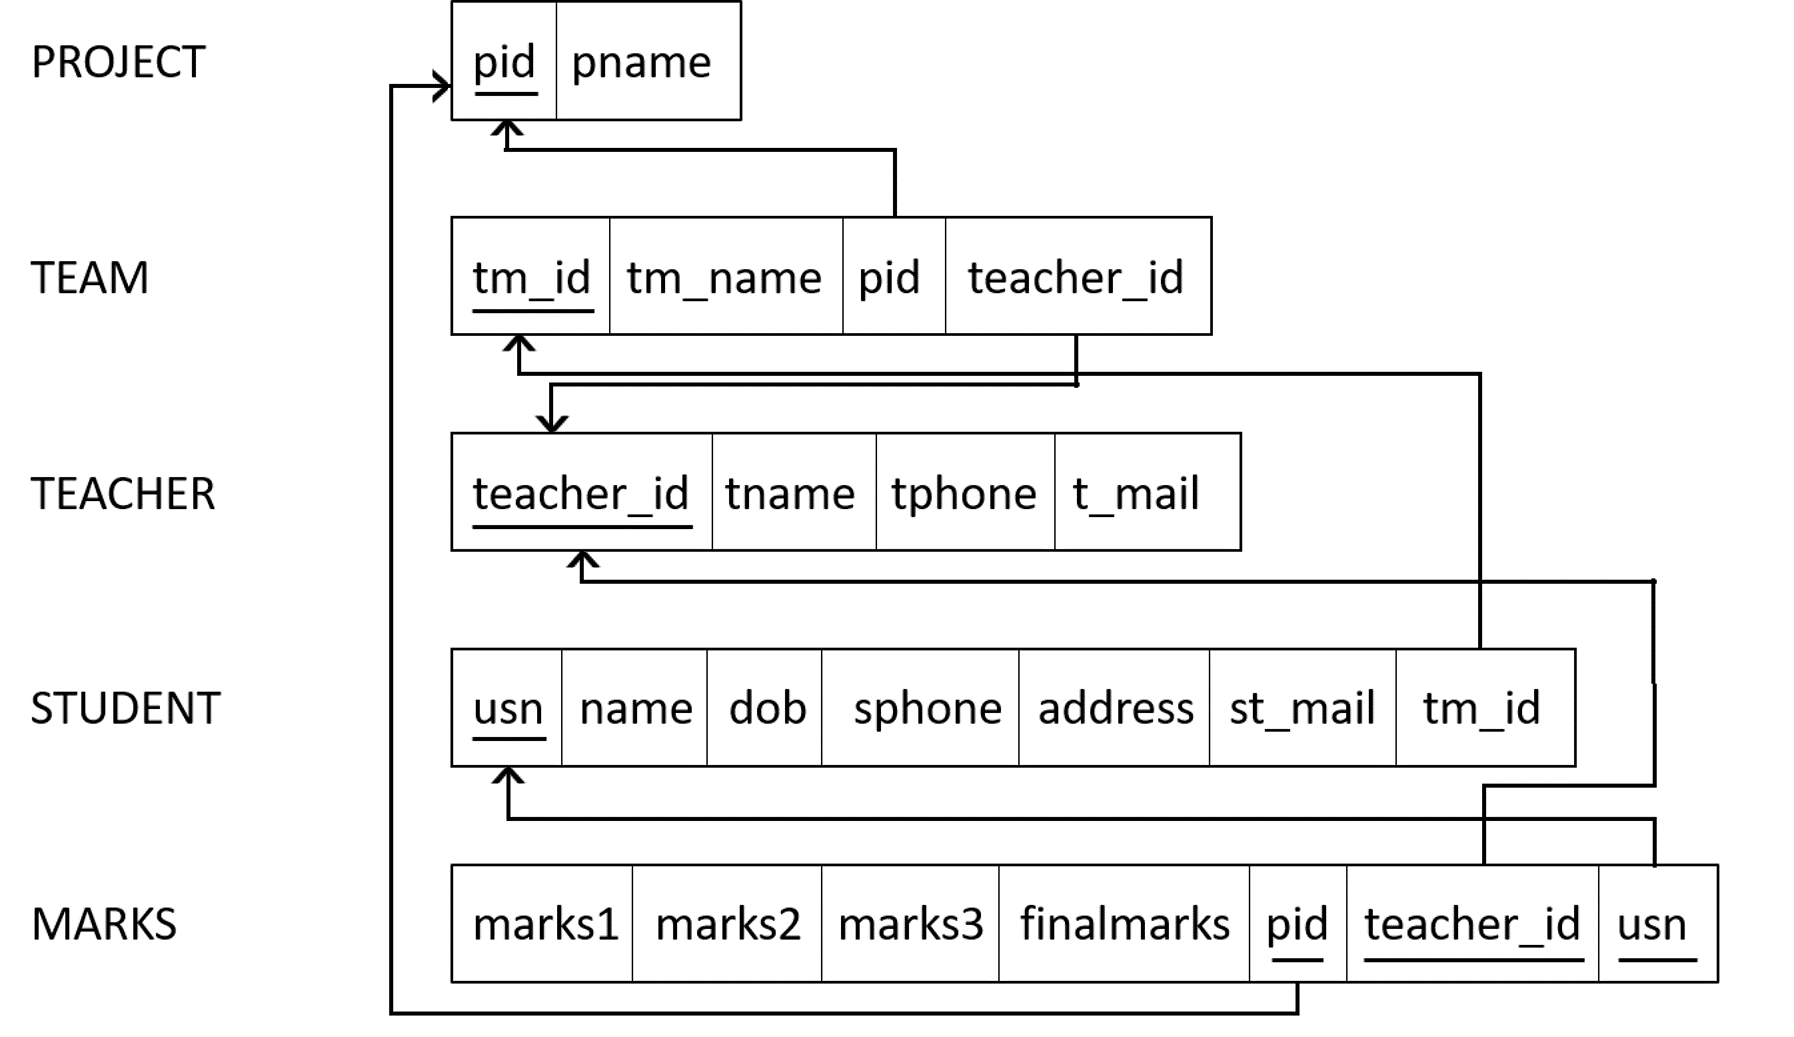 PROJECT pid pname
TEAM tm_id tm_name pid teacher_id
TEACHER teacher_id tname tphone t_mail
STUDENT usn name dob sphone address st_mail tm_id
MARKS marks1 marks2 marks3 finalmarks pid teacher_id usn